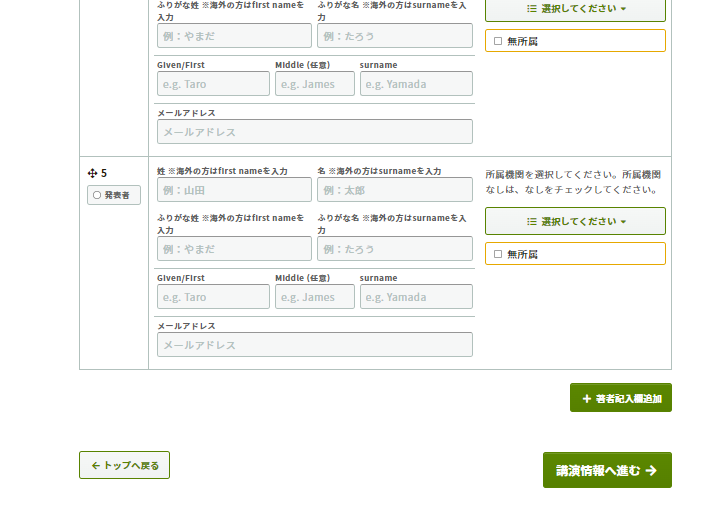 ふりがな姓 ※海外の方はfirst nameを入力
ふりがな名 ※海外の方はsurnameを入力
例：やまだ
例：たろう
選択してください
無所属
Given/First
Middle (任意)
surname
e.g. Taro
e.g. James
e.g. Yamada
メールアドレス
メールアドレス
5
発表者
姓 ※海外の方はfirst nameを入力
名 ※海外の方はsurnameを入力
例：山田
例：太郎
ふりがな姓 ※海外の方はfirst nameを入力
ふりがな名 ※海外の方はsurnameを入力
例：やまだ
例：たろう
Given/First
Middle (任意)
surname
e.g. Taro
e.g. James
e.g. Yamada
メールアドレス
メールアドレス
所属機関を選択してください。所属機関
なしは、なしをチェックしてください。
選択してください
無所属
著者記入欄追加
トップへ戻る
講演情報へ進む